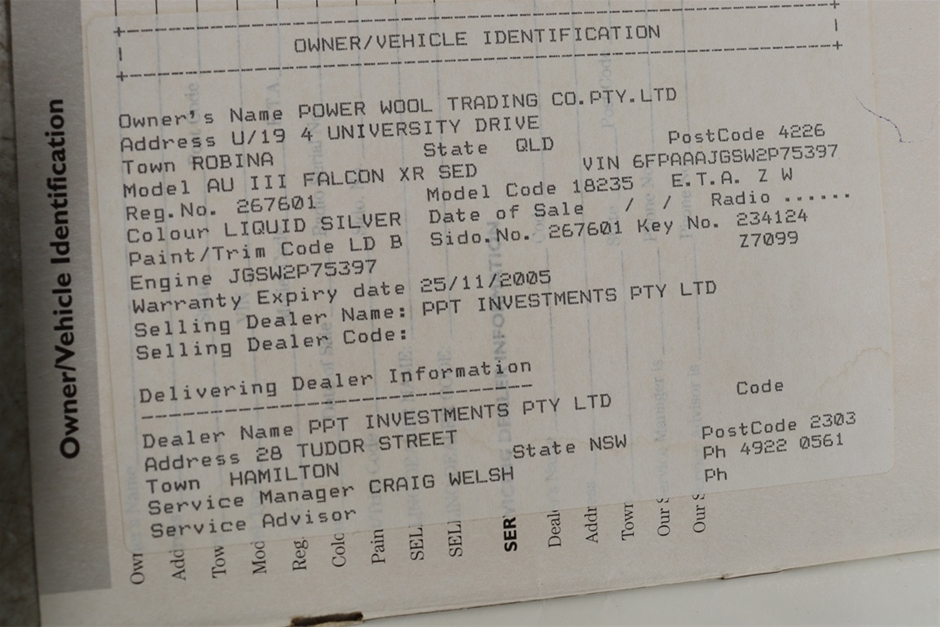 Owner/Vehicle Identification
OWNER/VEHICLE IDENTIFICATION
Owner's Name POWER WOOL TRADING CO.PTY.LTD
Address U/19 4 UNIVERSITY DRIVE
Town ROBINA State QLD PostCode 4226
Model AU III FALCON XR SED VIN 6FPAAAJGSW2P75397
Reg.No. 267601 Model Code 18235 E.T.A. Z W
Colour LIQUID SILVER Date of Sale / / Radio ......
Paint/Trim Code LD B Sido.No. 267601 Key No. 234124
Engine JGSW2P75397 Z7099
Warranty Expiry date 25/11/2005
Selling Dealer Name: PPT INVESTMENTS PTY LTD
Selling Dealer Code:
Delivering Dealer Information
Dealer Name PPT INVESTMENTS PTY LTD Code
Address 28 TUDOR STREET
Town HAMILTON State NSW PostCode 2303
Service Manager CRAIG WELSH Ph 4922 0561
Service Advisor Ph